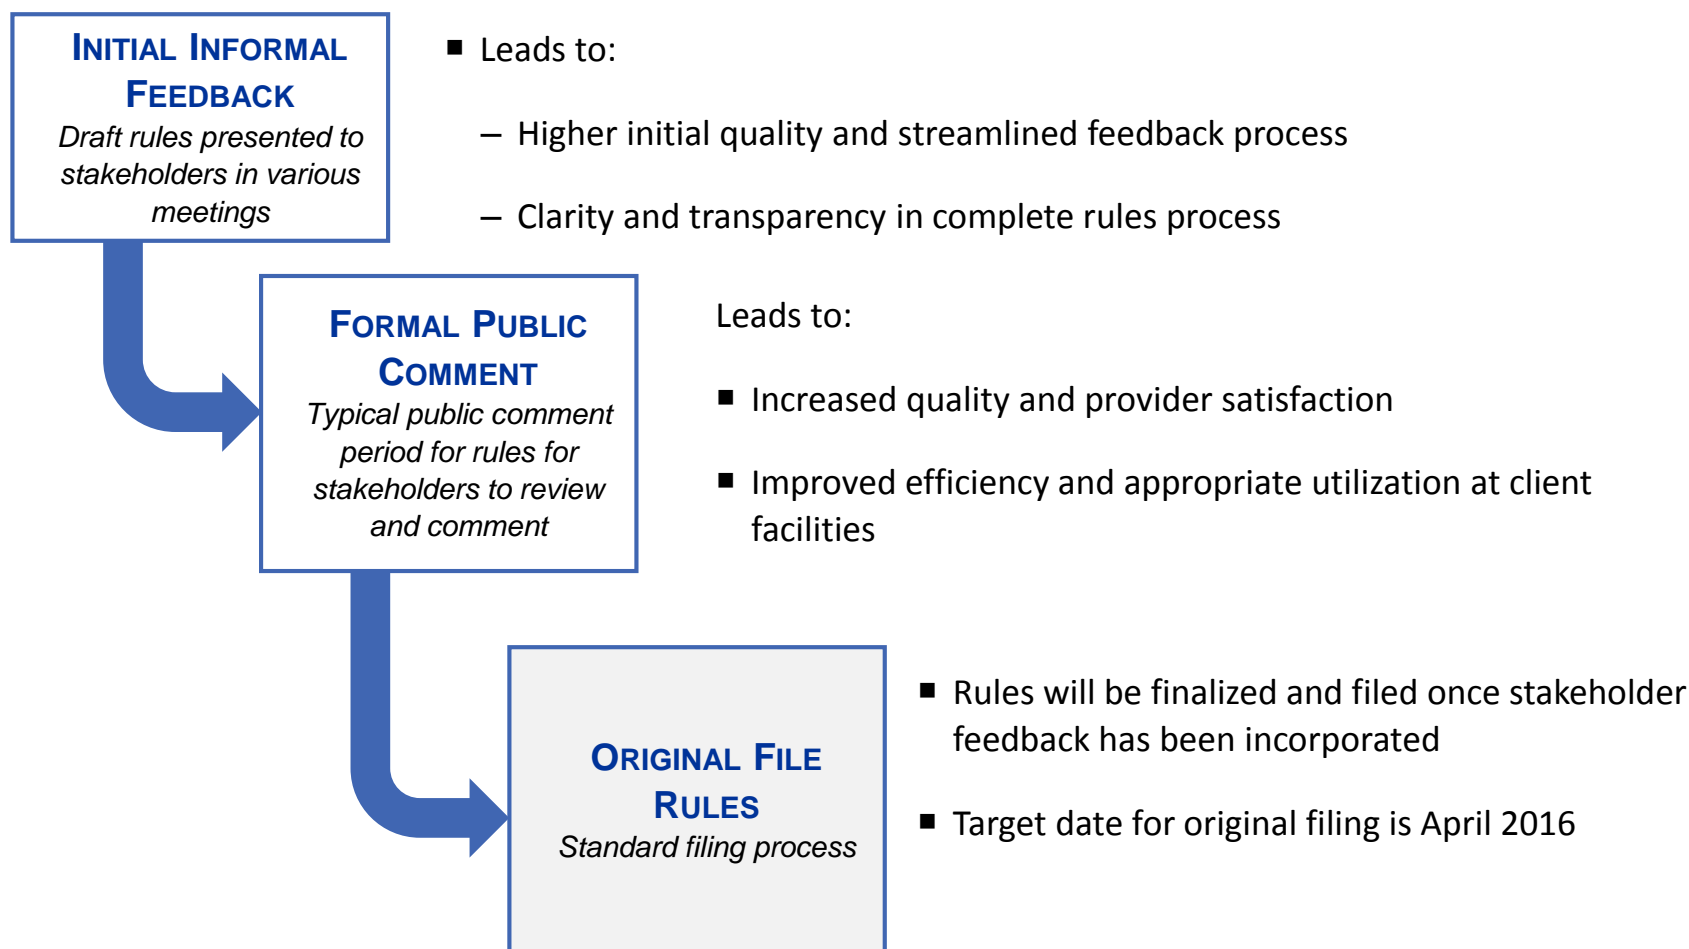 INITIAL INFORMAL
FEEDBACK
Draft rules presented to
stakeholders in various
meetings
■ Leads to:
– Higher initial quality and streamlined feedback process
– Clarity and transparency in complete rules process
FORMAL PUBLIC
COMMENT
Typical public comment
period for rules for
stakeholders to review
and comment
Leads to:
■ Increased quality and provider satisfaction
■ Improved efficiency and appropriate utilization at client
facilities
ORIGINAL FILE
RULES
Standard filing process
■ Rules will be finalized and filed once stakeholder
feedback has been incorporated
■ Target date for original filing is April 2016